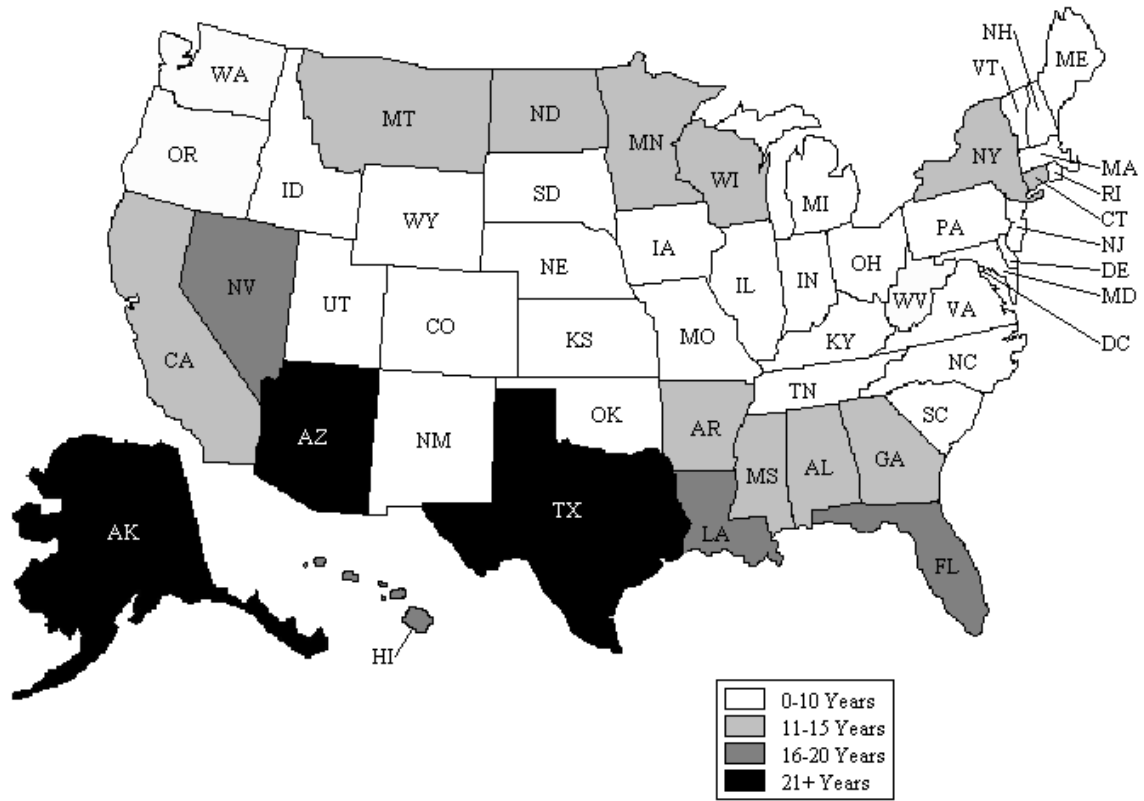 NH
ME
VT
WA
MT
ND
MN
OR
NY
WI
MA
ID
SD
RI
WY
MI
CT
PA
NJ
IA
NE
OH
DE
NV
IL
IN
MD
UT
WV
VA
CO
KS
MO
KY
DC
CA
NC
TN
OK
SC
AZ
NM
AR
GA
MS
AL
TX
AK
LA
FL
HI
0-10 Years
11-15 Years
16-20 Years
21+ Years